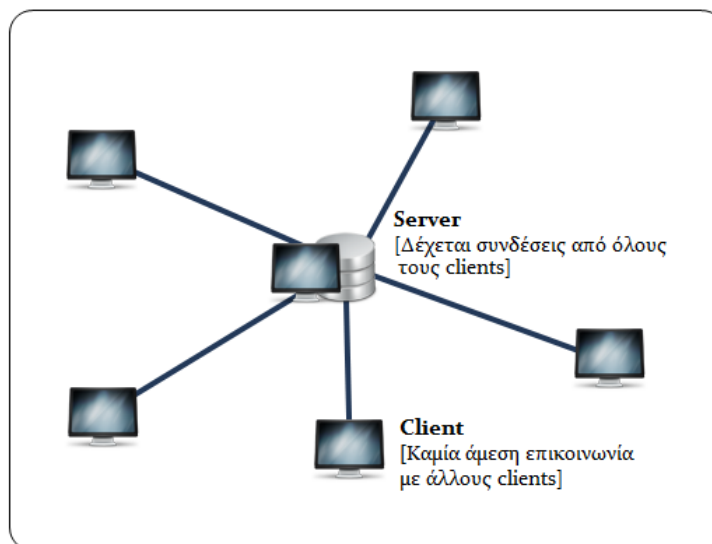 Server
[Δέχεται συνδέσεις από όλους
τους clients]
Client
[Καμία άμεση επικοινωνία
με άλλους clients]